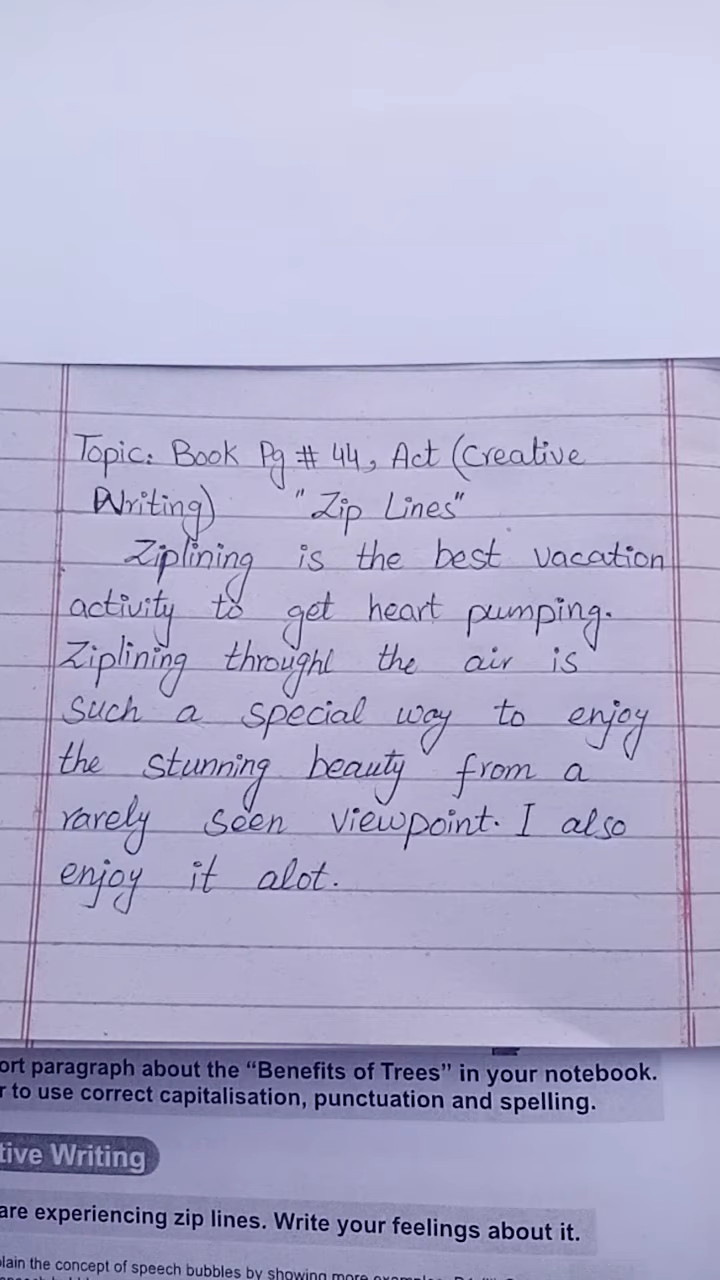 Topic: Book Pg # 44, Act (Creative
Writing) "Zip Lines"
Ziplining is the best vacation
activity to get heart pumping.
Ziplining throught the air is
such a special way to enjoy
the stunning beauty from a
rarely seen viewpoint. I also
enjoy it alot.
ort paragraph about the “Benefits of Trees” in your notebook.
r to use correct capitalisation, punctuation and spelling.
tive Writing
are experiencing zip lines. Write your feelings about it.
plain the concept of speech bubbles by showing more